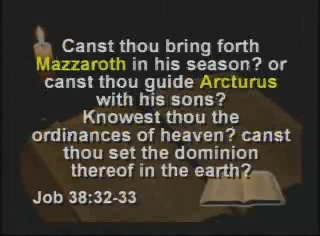 Canst thou bring forth
Mazzaroth in his season? or
canst thou guide Arcturus
with his sons?
Knowest thou the
ordinances of heaven? canst
thou set the dominion
thereof in the earth?
Job 38:32-33